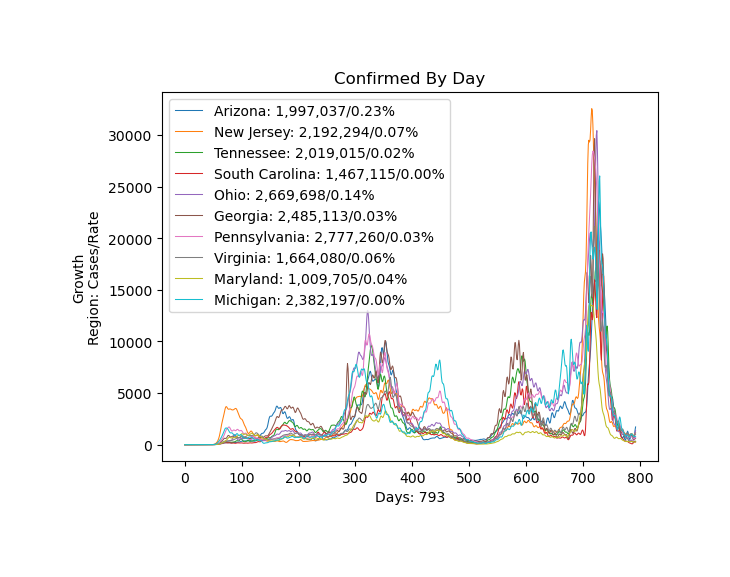 Confirmed By Day
Growth
Region: Cases/Rate
30000
25000
20000
15000
10000
5000
0
Arizona: 1,997,037/0.23%
New Jersey: 2,192,294/0.07%
Tennessee: 2,019,015/0.02%
South Carolina: 1,467,115/0.00%
Ohio: 2,669,698/0.14%
Georgia: 2,485,113/0.03%
Pennsylvania: 2,777,260/0.03%
Virginia: 1,664,080/0.06%
Maryland: 1,009,705/0.04%
Michigan: 2,382,197/0.00%
0 100 200 300 400 500 600 700 800
Days: 793